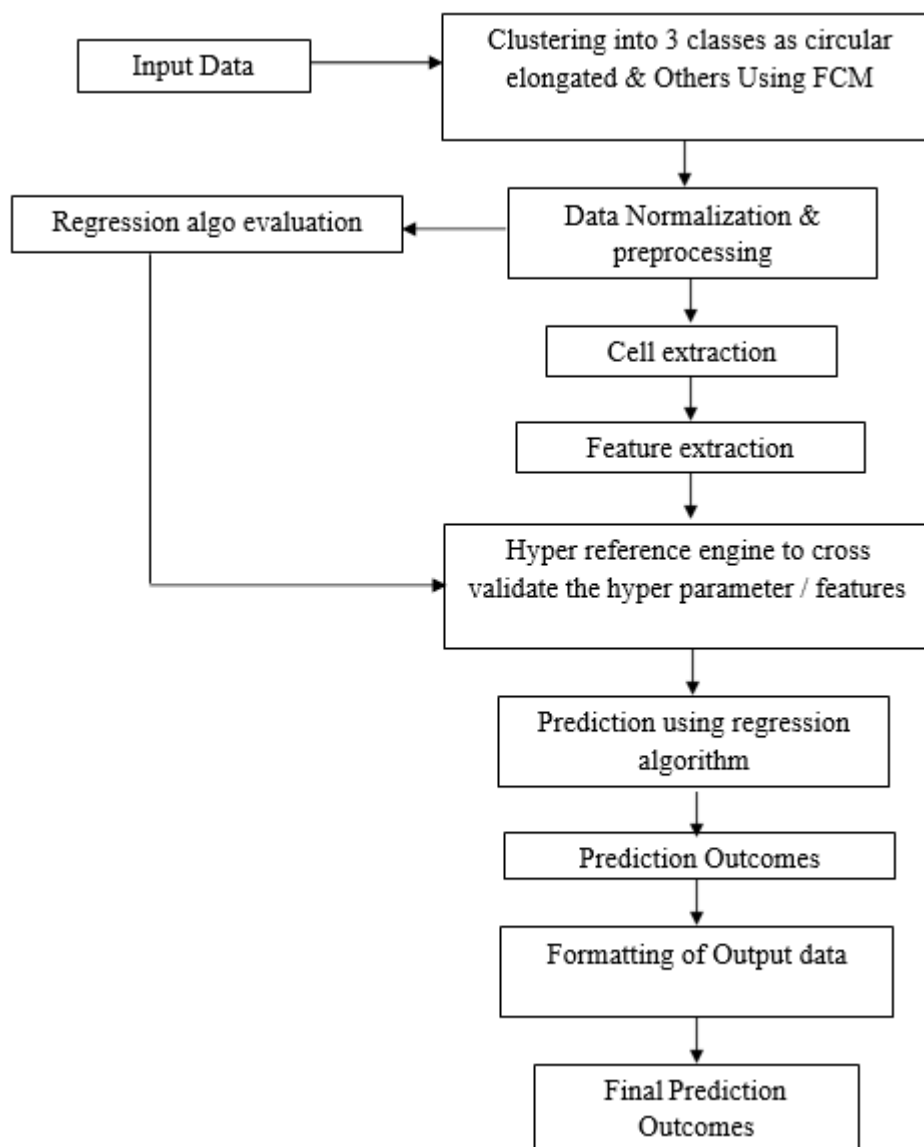 Input Data
Clustering into 3 classes as circular
elongated & Others Using FCM
Regression algo evaluation
Data Normalization &
preprocessing
Cell extraction
Feature extraction
Hyper reference engine to cross
validate the hyper parameter / features
Prediction using regression
algorithm
Prediction Outcomes
Formatting of Output data
Final Prediction
Outcomes